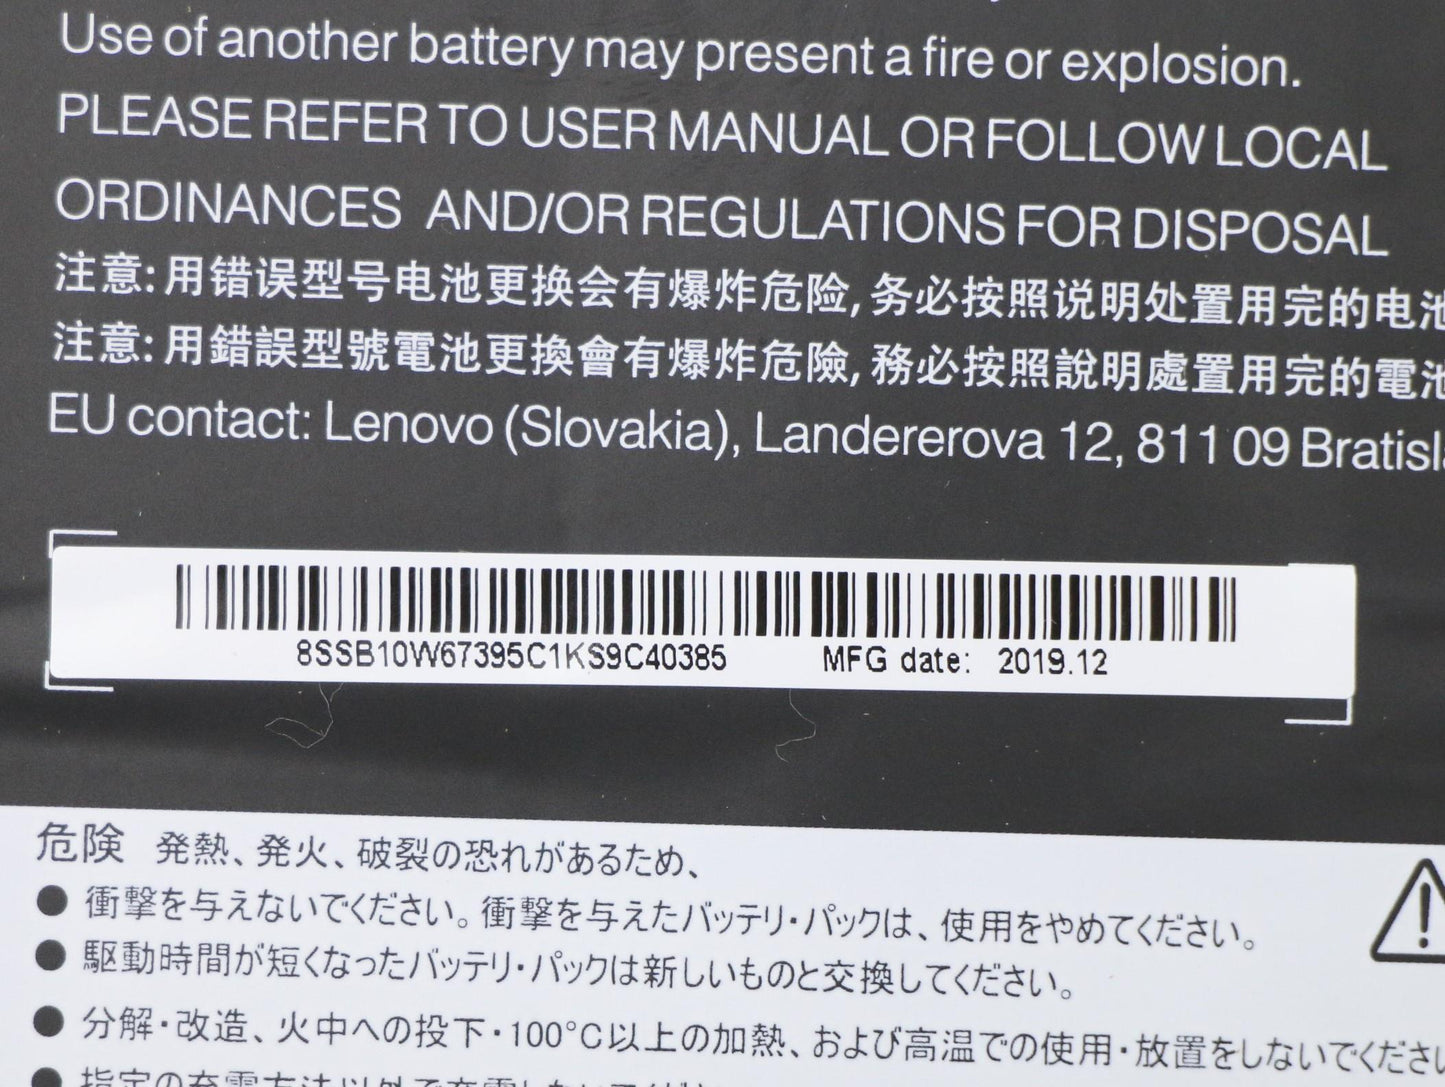 Use of another battery may present a fire or explosion.
PLEASE REFER TO USER MANUAL OR FOLLOW LOCAL
ORDINANCES AND/OR REGULATIONS FOR DISPOSAL
注意: 用错误型号电池更换会有爆炸危险, 务必按照说明处置用完的电池
注意: 用錯誤型號電池更換會有爆炸危險, 務必按照說明處置用完的電池
EU contact: Lenovo (Slovakia), Landererova 12, 811 09
8SSB10W67395C1KS9C40385 MFG date: 2019.12
危険 発熱、発火、破裂の恐れがあるため、
● 衝撃を与えないでください。衝撃を与えたバッテリ・パックは、使用をやめてください。
● 駆動時間が短くなったバッテリ・パックは新しいものと交換してください。
● 分解・改造、火中への投下・100°C以上の加熱、および高温での使用・放置をしないでください